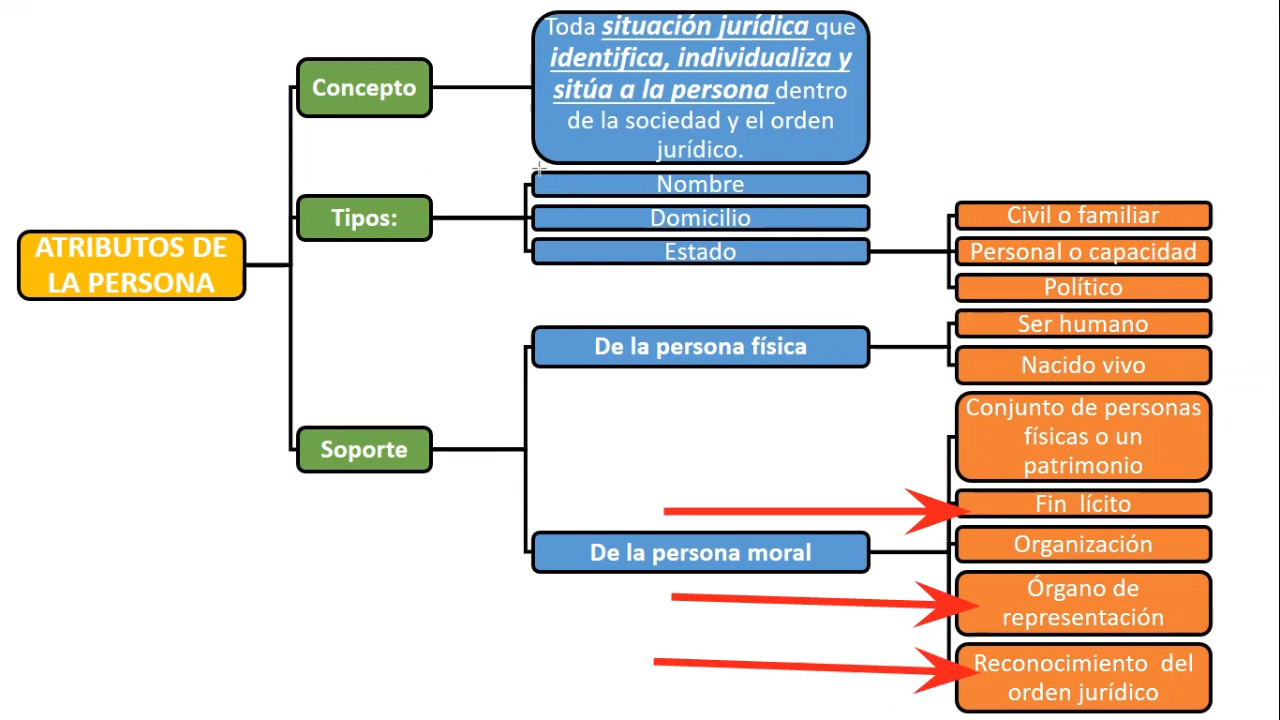 ATRIBUTOS DE
LA PERSONA
Concepto
Toda situación jurídica que
identifica, individualiza y
sitúa a la persona dentro
de la sociedad y el orden
jurídico.
Tipos:
Nombre
Domicilio
Estado
Civil o familiar
Personal o capacidad
Político
Soporte
De la persona física
Ser humano
Nacido vivo
De la persona moral
Conjunto de personas
físicas o un
patrimonio
Fin lícito
Organización
Órgano de
representación
Reconocimiento del
orden jurídico